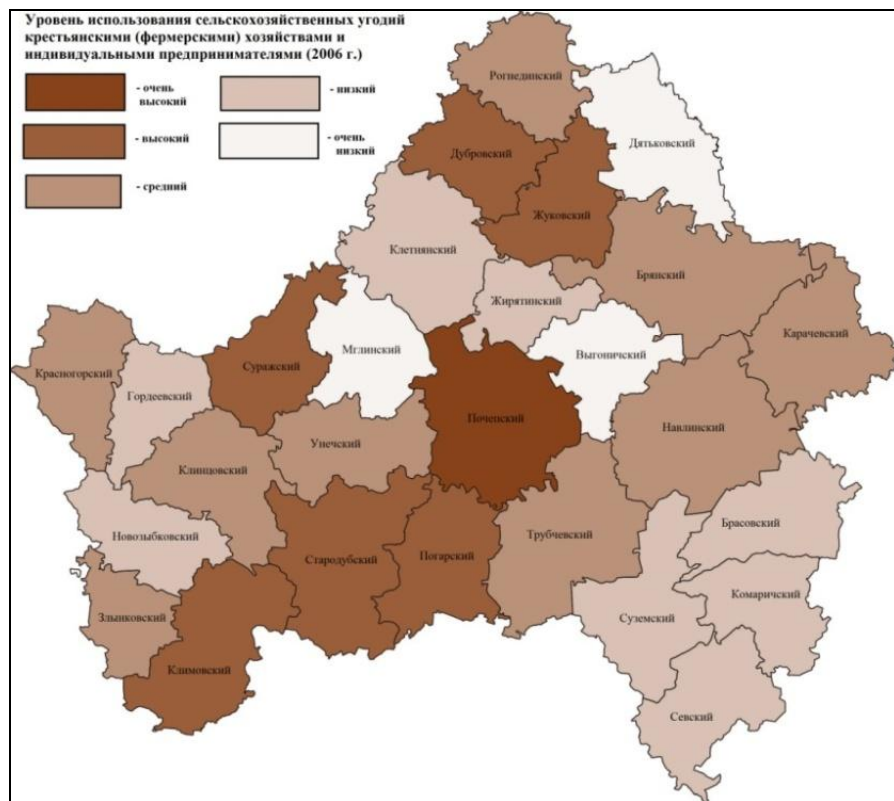 Уровень использования сельскохозяйственных угодий
крестьянскими (фермерскими) хозяйствами и
индивидуальными предпринимателями (2006 г.)
- очень
высокий
- низкий
- высокий
- очень
низкий
- средний
Рогнединский
Дятьковский
Дубровский
Жуковский
Клетнянский
Брянский
Жирятинский
Карачевский
Мглинский
Выгоничский
Суражский
Красногорский
Гордеевский
Почепский
Навлинский
Унечский
Клинцовский
Брасовский
Новозыбковский
Трубчевский
Стародубский
Погарский
Комаричский
Злынковский
Суземский
Климовский
Севский